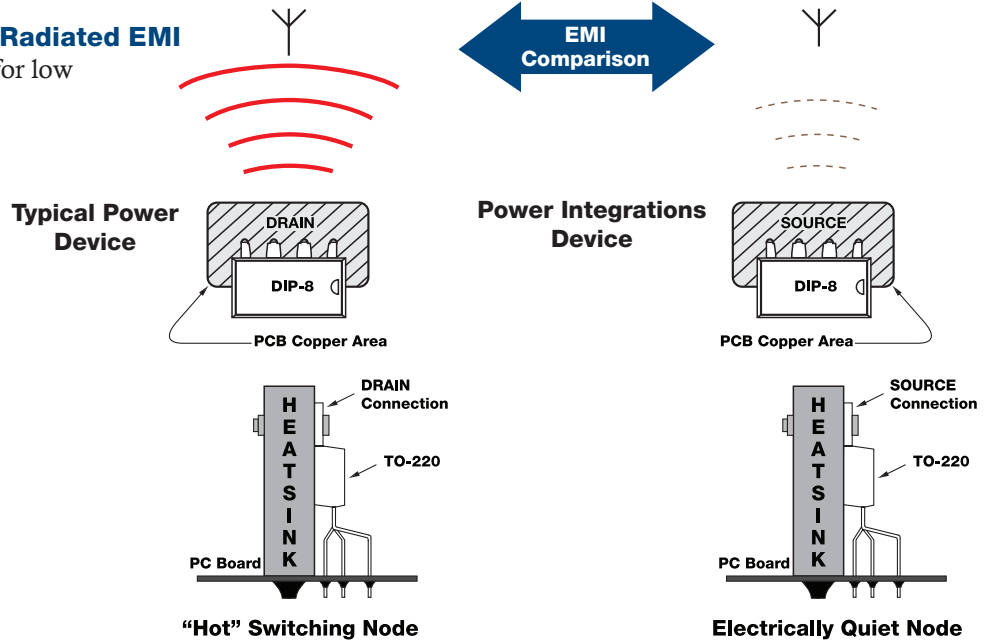 Radiated EMI
for low
EMI
Comparison
Typical Power
Device
DRAIN
DIP-8
PCB Copper Area
Power Integrations
Device
SOURCE
DIP-8
PCB Copper Area
DRAIN
Connection
HEATSINK
TO-220
PC Board
"Hot" Switching Node
SOURCE
Connection
HEATSINK
TO-220
PC Board
Electrically Quiet Node